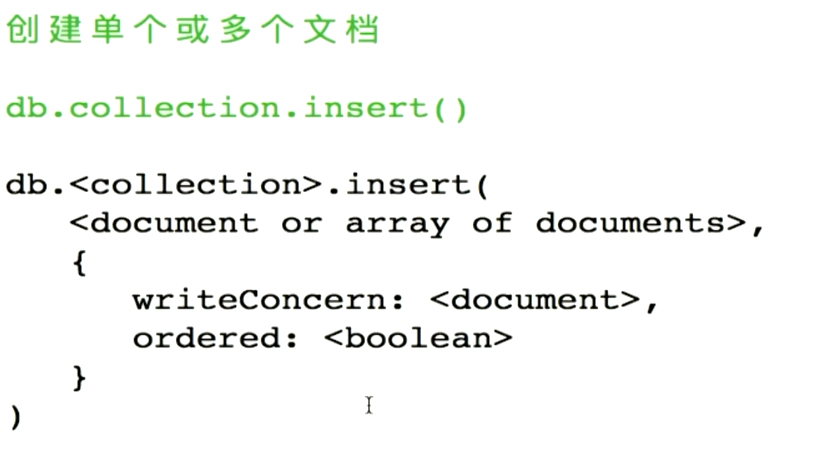 创建单个或多个文档
db.collection.insert()
db.<collection>.insert(
<document or array of documents>,
{
writeConcern: <document>,
ordered: <boolean>
}
)